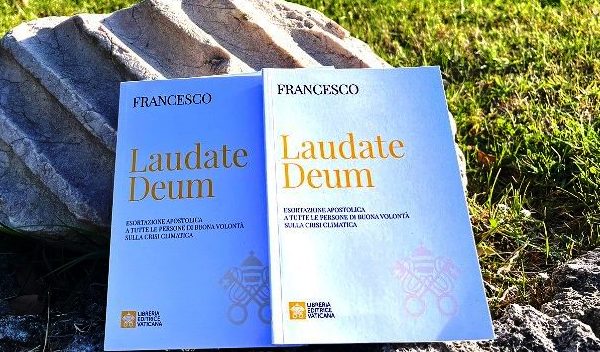 FRANCESCO
Laudate
Deum
ESORTAZIONE APOSTOLICA
A TUTTE LE PERSONE DI BUONA VOLONTÀ
SULLA CRISI CLIMATICA
LIBRERIA
EDITRICE
VATICANA
FRANCESCO
Laudate
Deum
ESORTAZIONE APOSTOLICA
A TUTTE LE PERSONE DI BUONA VOLONTÀ
SULLA CRISI CLIMATICA
LIBRERIA
EDITRICE
VATICANA